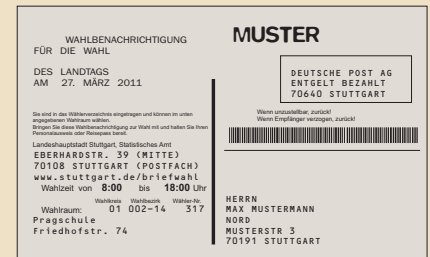 WAHLBENACHRICHTIGUNG
FÜR DIE WAHL
DES LANDTAGS
AM 27. MÄRZ 2011
Sie sind in das Wählerverzeichnis eingetragen und können im unten
angegebenen Wahlraum wählen.
Bringen Sie diese Wahlbenachrichtigung zur Wahl mit und halten Sie Ihren
Personalausweis oder Reisepass bereit.
Landeshauptstadt Stuttgart, Statistisches Amt
EBERHARDSTR. 39 (MITTE)
70108 STUTTGART (POSTFACH)
www.stuttgart.de/briefwahl
Wahlzeit von 8:00 bis 18:00 Uhr
Wahlkreis Wahlbezirk Wähler-Nr.
Wahlraum: 01 002-14 317
Pragschule
Friedhofstr. 74
MUSTER
DEUTSCHE POST AG
ENTGELT BEZAHLT
70640 STUTTGART
Wenn unzustellbar, zurück!
Wenn Empfänger verzogen, zurück!
HERRN
MAX MUSTERMANN
NORD
MUSTERSTR 3
70191 STUTTGART